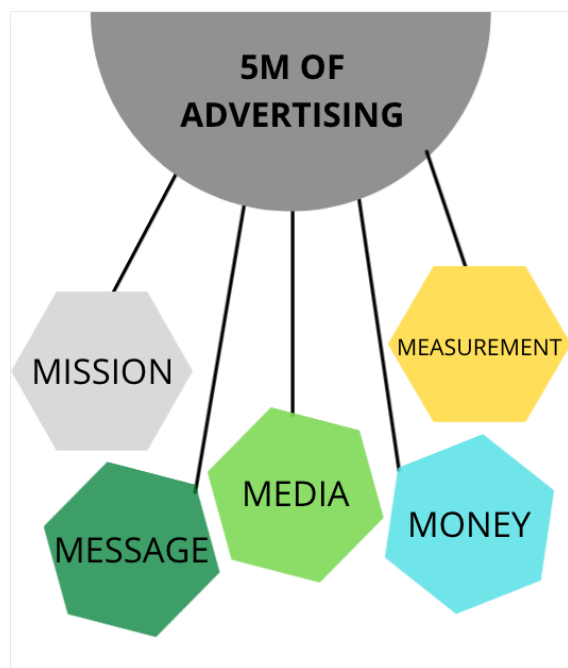 5M OF
ADVERTISING
MISSION
MESSAGE
MEDIA
MONEY
MEASUREMENT